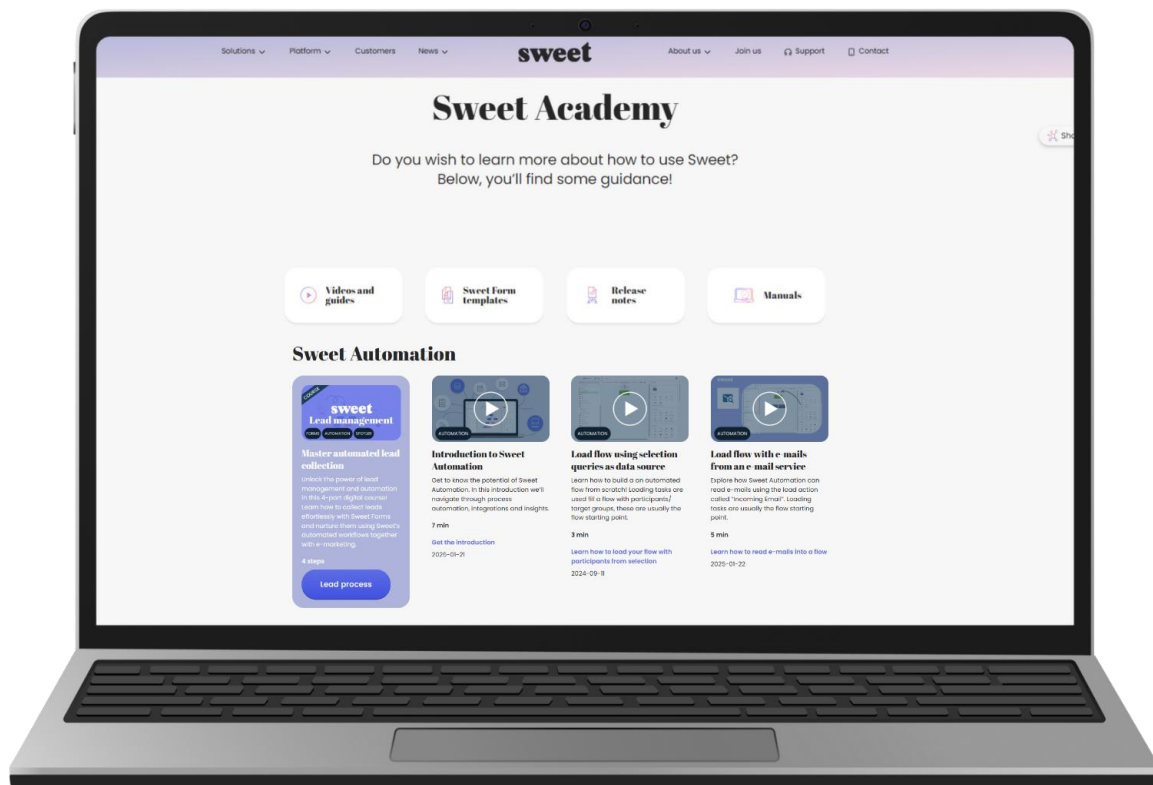 Solutions
Platform
Customers
News
sweet
About us
Join us
Support
Contact
Sweet Academy
Do you wish to learn more about how to use Sweet?
Below, you'll find some guidance!
Videos and
guides
Sweet Form
templates
Release
notes
Manuals
Sweet Automation
COURSE
sweet
Lead management
FORMS AUTOMATION
Master automated lead
collection
Unlock the power of lead
management and automation
in this 4-part digital course!
Learn how to collect leads
effortlessly with Sweet Forms
and nurture them using Sweet's
automated workflows together
with e-marketing.
4 steps
Lead process
AUTOMATION
Introduction to Sweet
Automation
Get to know the potential of Sweet
Automation. In this introduction we'll
navigate through process
automation, integrations and insights.
7 min
Get the introduction
2025-01-21
AUTOMATION
Load flow using selection
queries as data source
Learn how to build a an automated
flow from scratch! Loading tasks are
used fill a flow with participants/
target groups, these are usually the
flow starting point.
3 min
Learn how to load your flow with
participants from selection
2024-09-11
AUTOMATION
Load flow with e-mails
from an e-mail service
Explore how Sweet Automation can
read e-mails using the load action
called "Incoming Email". Loading
tasks are usually the flow starting
point.
5 min
Learn how to read e-mails into a flow
2025-01-22